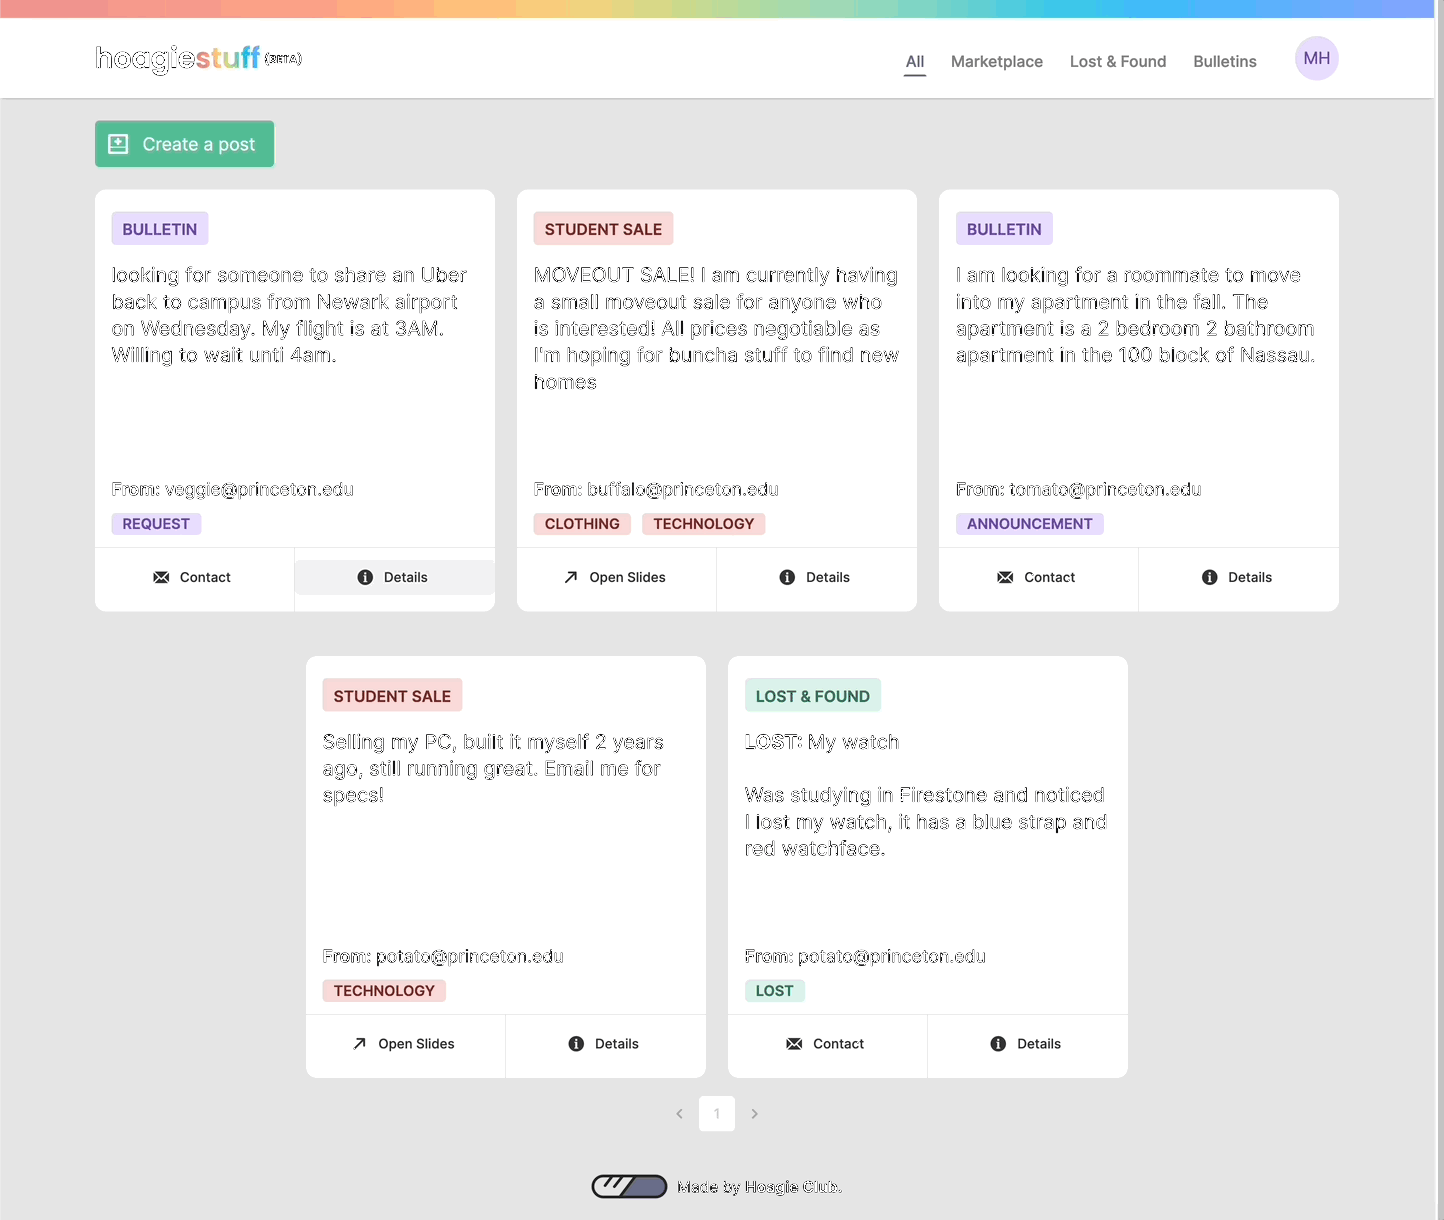 hoagiestuff (BETA)
All Marketplace Lost & Found Bulletins MH
Create a post
BULLETIN
looking for someone to share an Uber
back to campus from Newark airport
on Wednesday. My flight is at 3AM.
Willing to wait unti 4am.
From: veggie@princeton.edu
REQUEST
Contact Details
STUDENT SALE
MOVEOUT SALE! I am currently having
a small moveout sale for anyone who
is interested! All prices negotiable as
I'm hoping for buncha stuff to find new
homes
From: buffalo@princeton.edu
CLOTHING TECHNOLOGY
Open Slides Details
BULLETIN
I am looking for a roommate to move
into my apartment in the fall. The
apartment is a 2 bedroom 2 bathroom
apartment in the 100 block of Nassau.
From: tomato@princeton.edu
ANNOUNCEMENT
Contact Details
STUDENT SALE
Selling my PC, built it myself 2 years
ago, still running great. Email me for
specs!
From: potato@princeton.edu
TECHNOLOGY
Open Slides Details
LOST & FOUND
LOST: My watch
Was studying in Firestone and noticed
I lost my watch, it has a blue strap and
red watchface.
From: potato@princeton.edu
LOST
Contact Details
1
Made by Hoagie Club.